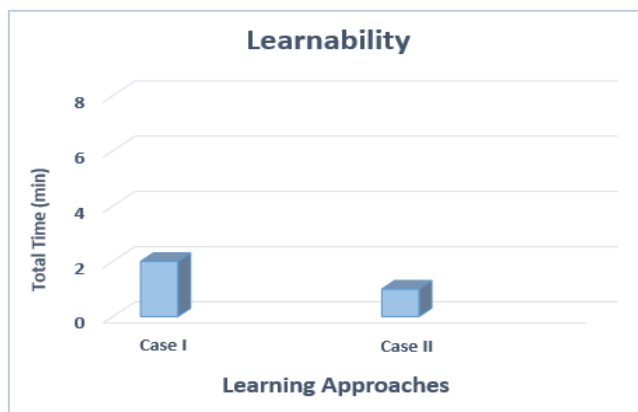 Learnability
8
6
4
2
0
Total Time (min)
Case I
Case II
Learning Approaches